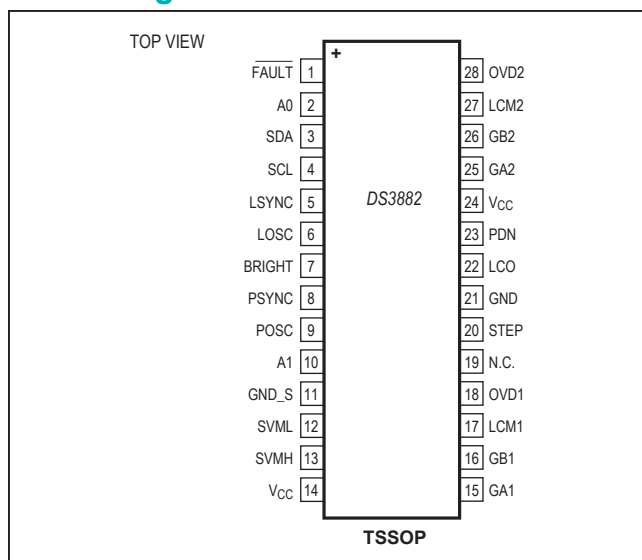 TOP VIEW
+
FAULT 1
A0 2
SDA 3
SCL 4
LSYNC 5
LOSC 6
BRIGHT 7
PSYNC 8
POSC 9
A1 10
GND_S 11
SVML 12
SVMH 13
VCC 14
DS3882
28 OVD2
27 LCM2
26 GB2
25 GA2
24 VCC
23 PDN
22 LCO
21 GND
20 STEP
19 N.C.
18 OVD1
17 LCM1
16 GB1
15 GA1
TSSOP